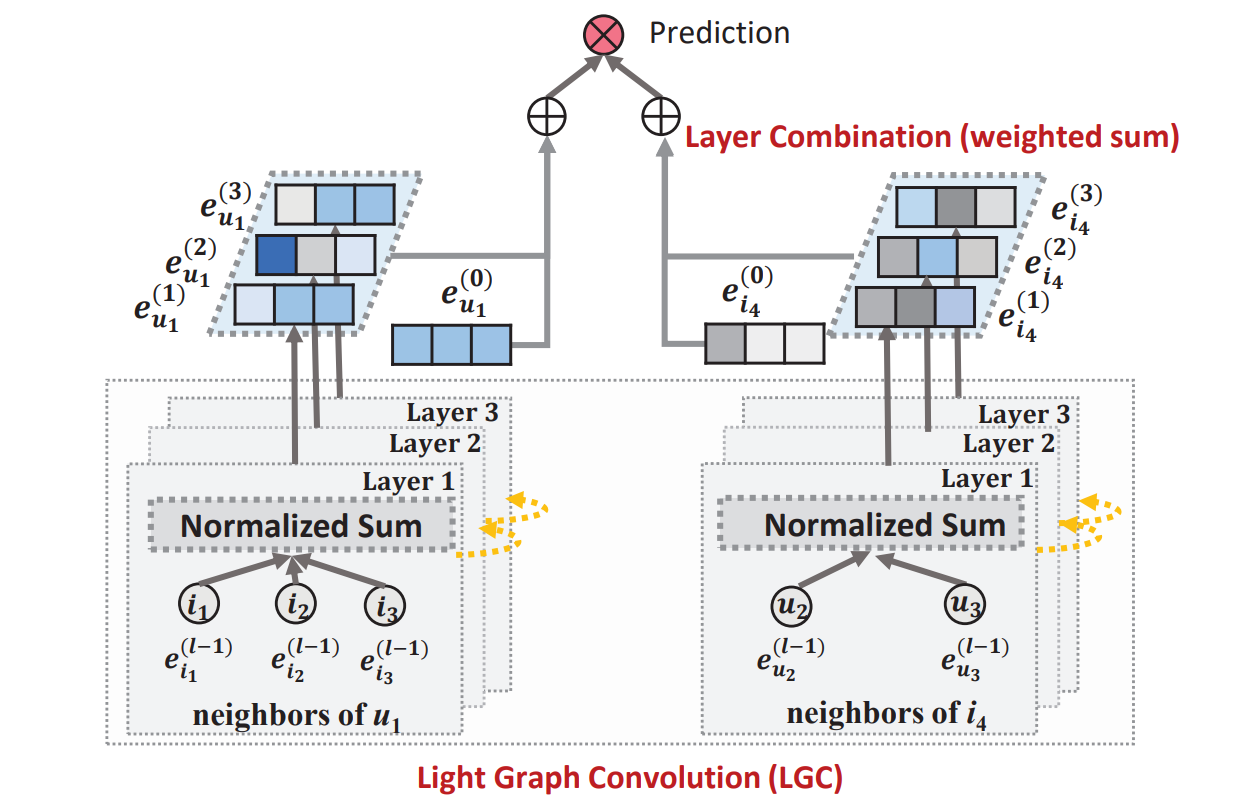 Prediction
Layer Combination (weighted sum)
e_{u_1}^{(3)}
e_{u_1}^{(2)}
e_{u_1}^{(1)}
e_{u_1}^{(0)}
e_{i_4}^{(0)}
e_{i_4}^{(3)}
e_{i_4}^{(2)}
e_{i_4}^{(1)}
Layer 3
Layer 2
Layer 1
Normalized Sum
i_1 i_2 i_3
e_{i_1}^{(l-1)} e_{i_2}^{(l-1)} e_{i_3}^{(l-1)}
neighbors of u_1
Layer 3
Layer 2
Layer 1
Normalized Sum
u_2 u_3
e_{u_2}^{(l-1)} e_{u_3}^{(l-1)}
neighbors of i_4
Light Graph Convolution (LGC)